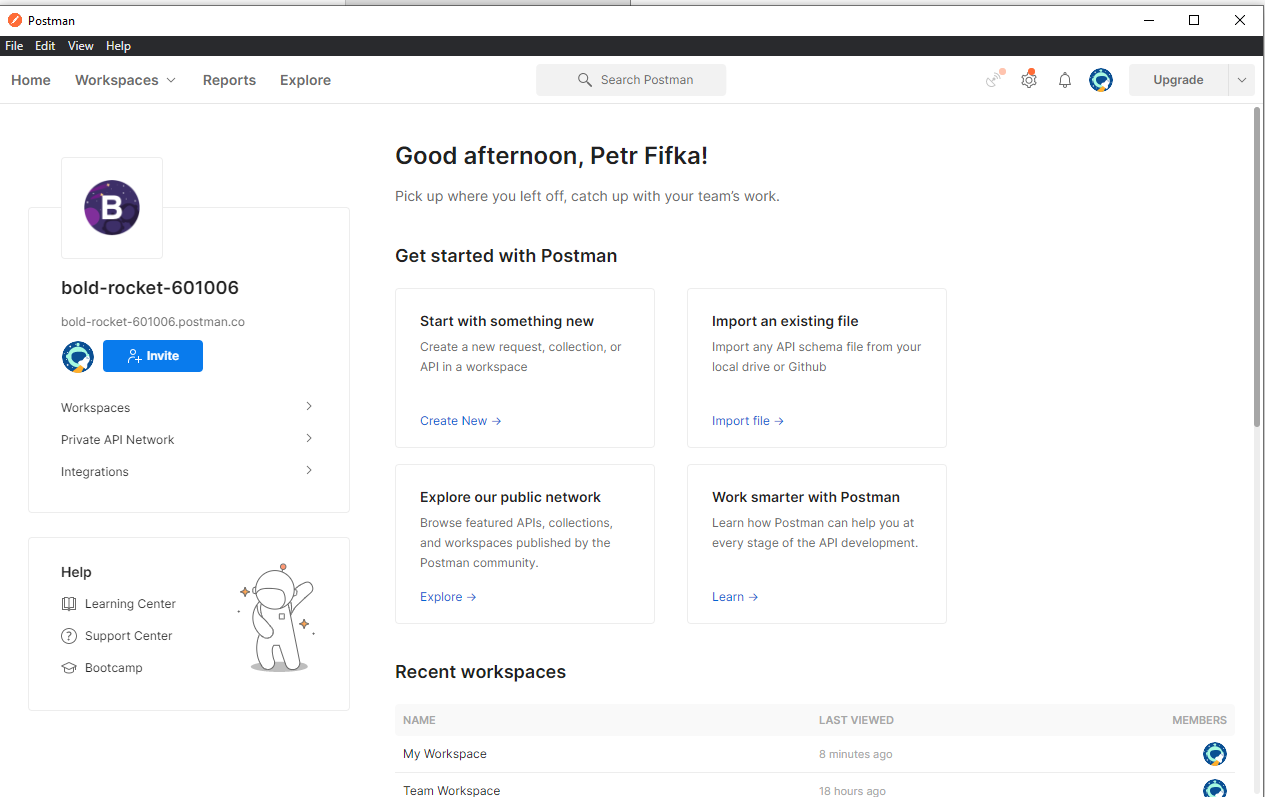 Postman
File Edit View Help
Home Workspaces Reports Explore Search Postman Upgrade
B
bold-rocket-601006
bold-rocket-601006.postman.co
Invite
Workspaces
Private API Network
Integrations
Help
Learning Center
? Support Center
Bootcamp
Good afternoon, Petr Fifka!
Pick up where you left off, catch up with your team’s work.
Get started with Postman
Start with something new
Create a new request, collection, or
API in a workspace
Create New →
Import an existing file
Import any API schema file from your
local drive or Github
Import file →
Explore our public network
Browse featured APIs, collections,
and workspaces published by the
Postman community.
Explore →
Work smarter with Postman
Learn how Postman can help you at
every stage of the API development.
Learn →
Recent workspaces
NAME LAST VIEWED MEMBERS
My Workspace 8 minutes ago
Team Workspace 18 hours ago